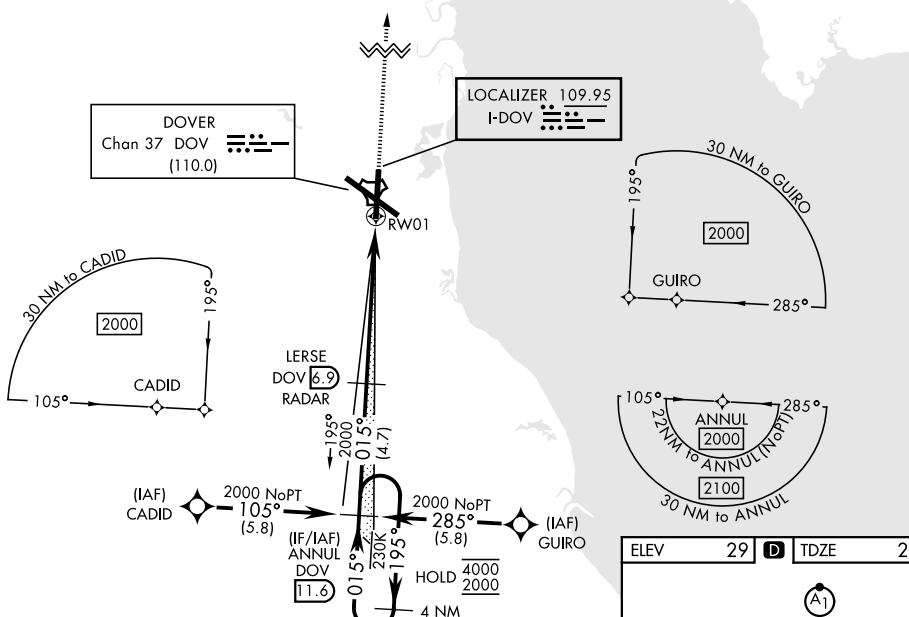 DOVER
Chan 37 DOV
(110.0)
LOCALIZER 109.95
I-DOV
RW01
30 NM to CADID
195°
2000
CADID
105°
30 NM to GUIRO
195°
2000
GUIRO
285°
LERSE
DOV 6.9
RADAR
195°
2000
015°
(4.7)
105°
285°
ANNUL
2000
22NM to ANNUL (NoPT)
2100
30 NM to ANNUL
(IAF)
CADID
2000 NoPT
105°
(5.8)
2000 NoPT
285°
(5.8)
(IAF)
GUIRO
(IF/IAF)
ANNUL
DOV
11.6
015°
230K
195°
HOLD 4000
2000
4 NM
ELEV 29 D TDZE 2
A1